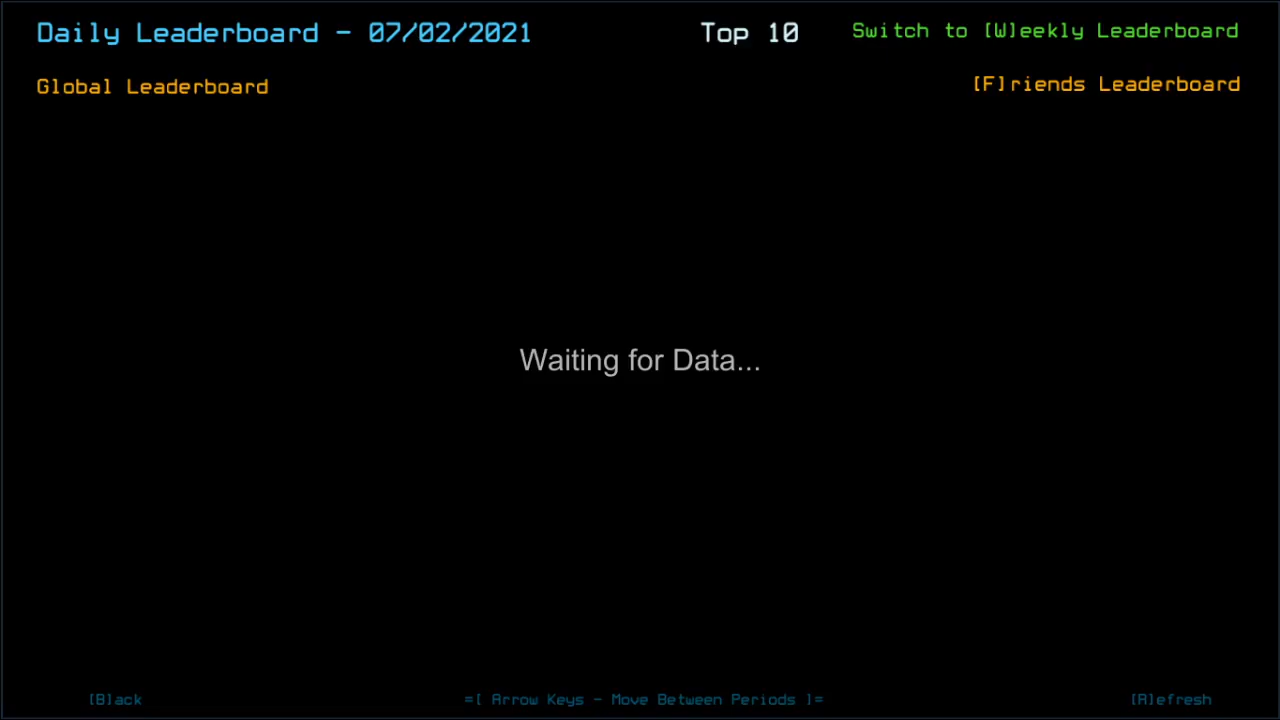 Daily Leaderboard - 07/02/2021
Top 10
Switch to [W]eekly Leaderboard
Global Leaderboard
[F]riends Leaderboard
Waiting for Data...
[B]ack
=[ Arrow Keys - Move Between Periods ]=
[R]efresh